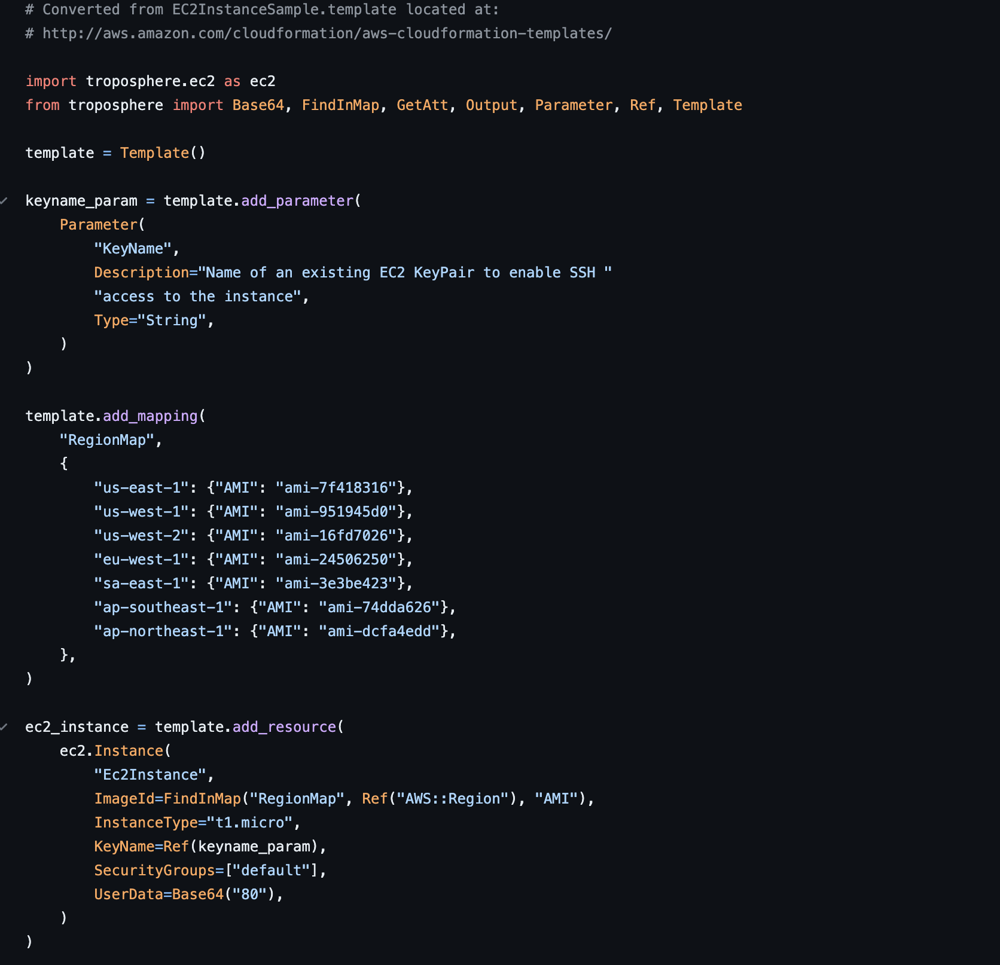 # Converted from EC2InstanceSample.template located at:
# http://aws.amazon.com/cloudformation/aws-cloudformation-templates/

import troposphere.ec2 as ec2
from troposphere import Base64, FindInMap, GetAtt, Output, Parameter, Ref, Template

template = Template()

keyname_param = template.add_parameter(
    Parameter(
        "KeyName",
        Description="Name of an existing EC2 KeyPair to enable SSH "
        "access to the instance",
        Type="String",
    )
)

template.add_mapping(
    "RegionMap",
    {
        "us-east-1": {"AMI": "ami-7f418316"},
        "us-west-1": {"AMI": "ami-951945d0"},
        "us-west-2": {"AMI": "ami-16fd7026"},
        "eu-west-1": {"AMI": "ami-24506250"},
        "sa-east-1": {"AMI": "ami-3e3be423"},
        "ap-southeast-1": {"AMI": "ami-74dda626"},
        "ap-northeast-1": {"AMI": "ami-dcfa4edd"},
    },
)

ec2_instance = template.add_resource(
    ec2.Instance(
        "Ec2Instance",
        ImageId=FindInMap("RegionMap", Ref("AWS::Region"), "AMI"),
        InstanceType="t1.micro",
        KeyName=Ref(keyname_param),
        SecurityGroups=["default"],
        UserData=Base64("80"),
    )
)